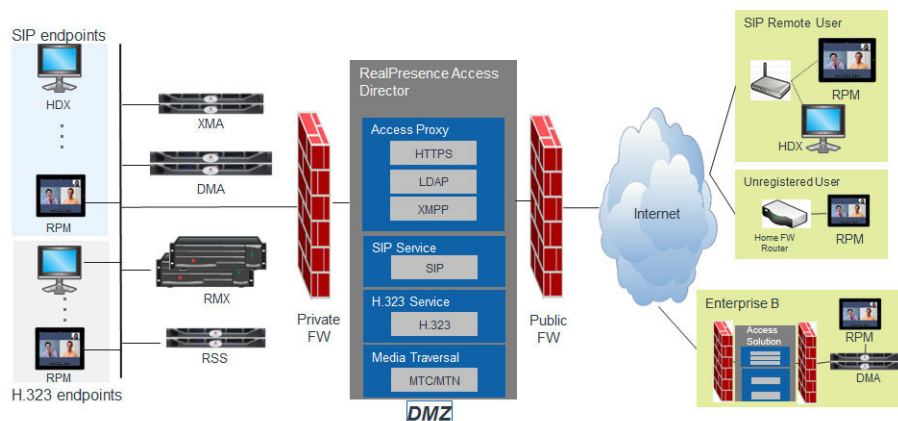 SIP endpoints
HDX
RPM
RPM
H.323 endpoints
XMA
DMA
RMX
RSS
Private
FW
RealPresence Access
Director
Access Proxy
HTTPS
LDAP
XMPP
SIP Service
SIP
H.323 Service
H.323
Media Traversal
MTC/MTN
DMZ
Public
FW
Internet
SIP Remote User
RPM
HDX
Unregistered User
Home FW
Router
RPM
Enterprise B
Access
Solution
RPM
DMA